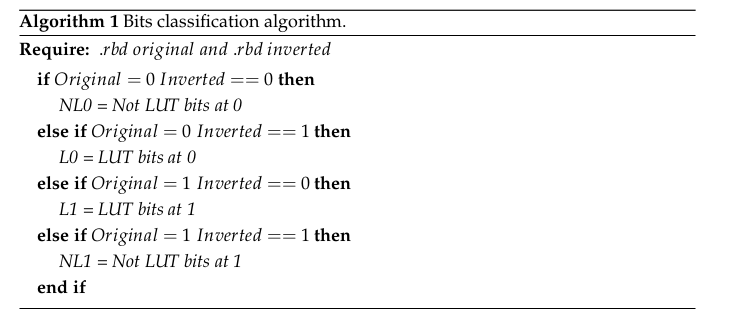 Algorithm 1 Bits classification algorithm.
Require: .rbd original and .rbd inverted
if Original = 0 Inverted == 0 then
NL0 = Not LUT bits at 0
else if Original = 0 Inverted == 1 then
L0 = LUT bits at 0
else if Original = 1 Inverted == 0 then
L1 = LUT bits at 1
else if Original = 1 Inverted == 1 then
NL1 = Not LUT bits at 1
end if